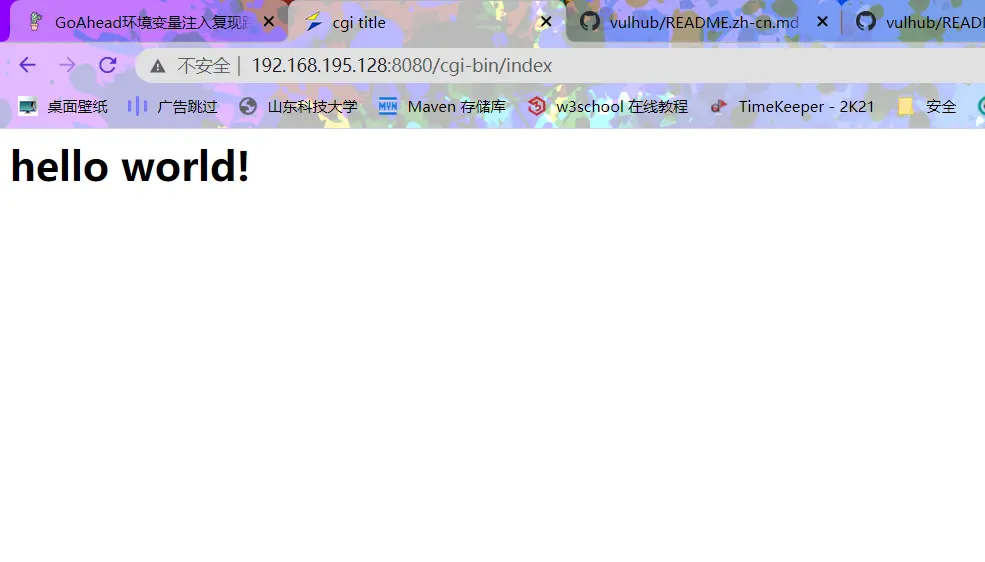 GoAhead环境变量注入复现 cgi title vulhub/README.zh-cn.md vulhub/READ
不安全 | 192.168.195.128:8080/cgi-bin/index
桌面壁纸 广告跳过 山东科技大学 MVN Maven 存储库 w3school 在线教程 TimeKeeper - 2K21 安全
hello world!